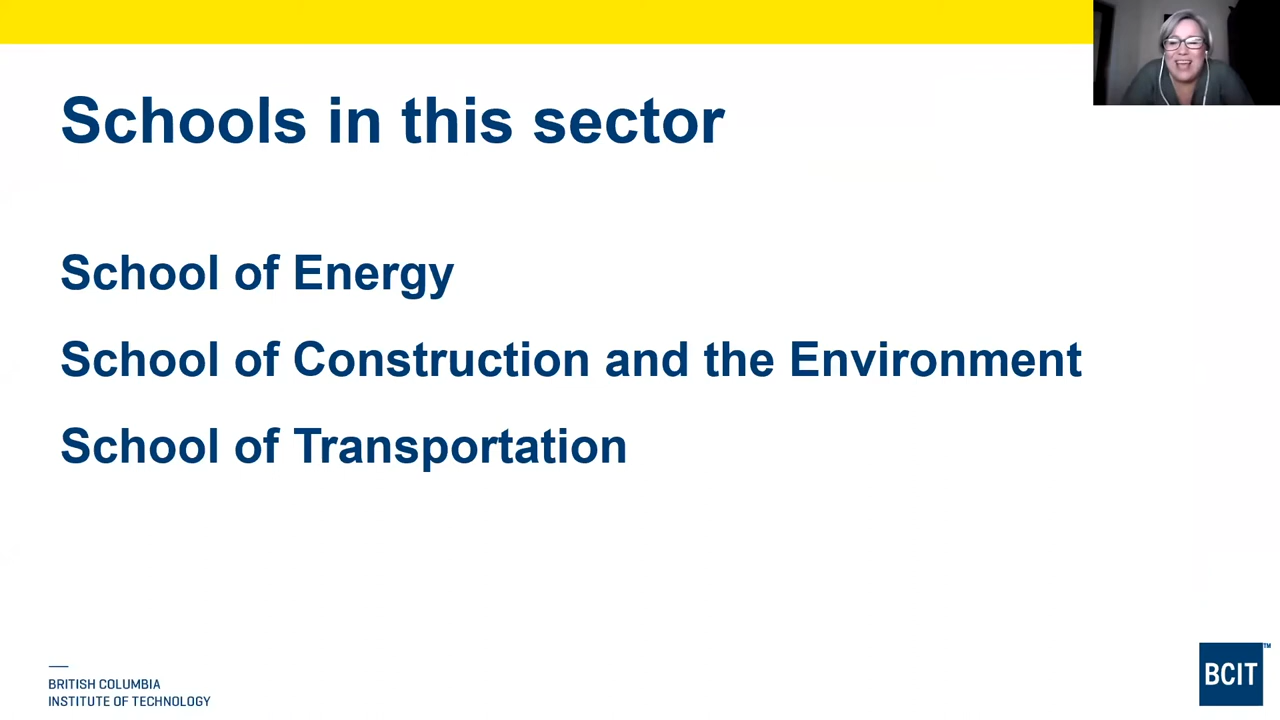 Schools in this sector
School of Energy
School of Construction and the Environment
School of Transportation
BRITISH COLUMBIA
INSTITUTE OF TECHNOLOGY
BCIT™